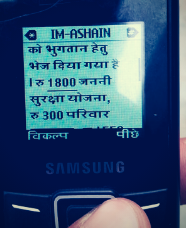 IM-ASHAIN
को भुगतान हेतु
भेज दिया गया है
। रु 1800 जननी
सुरक्षा योजना,
रु 300 परिवार
विकल्प पीछे
SAMSUNG